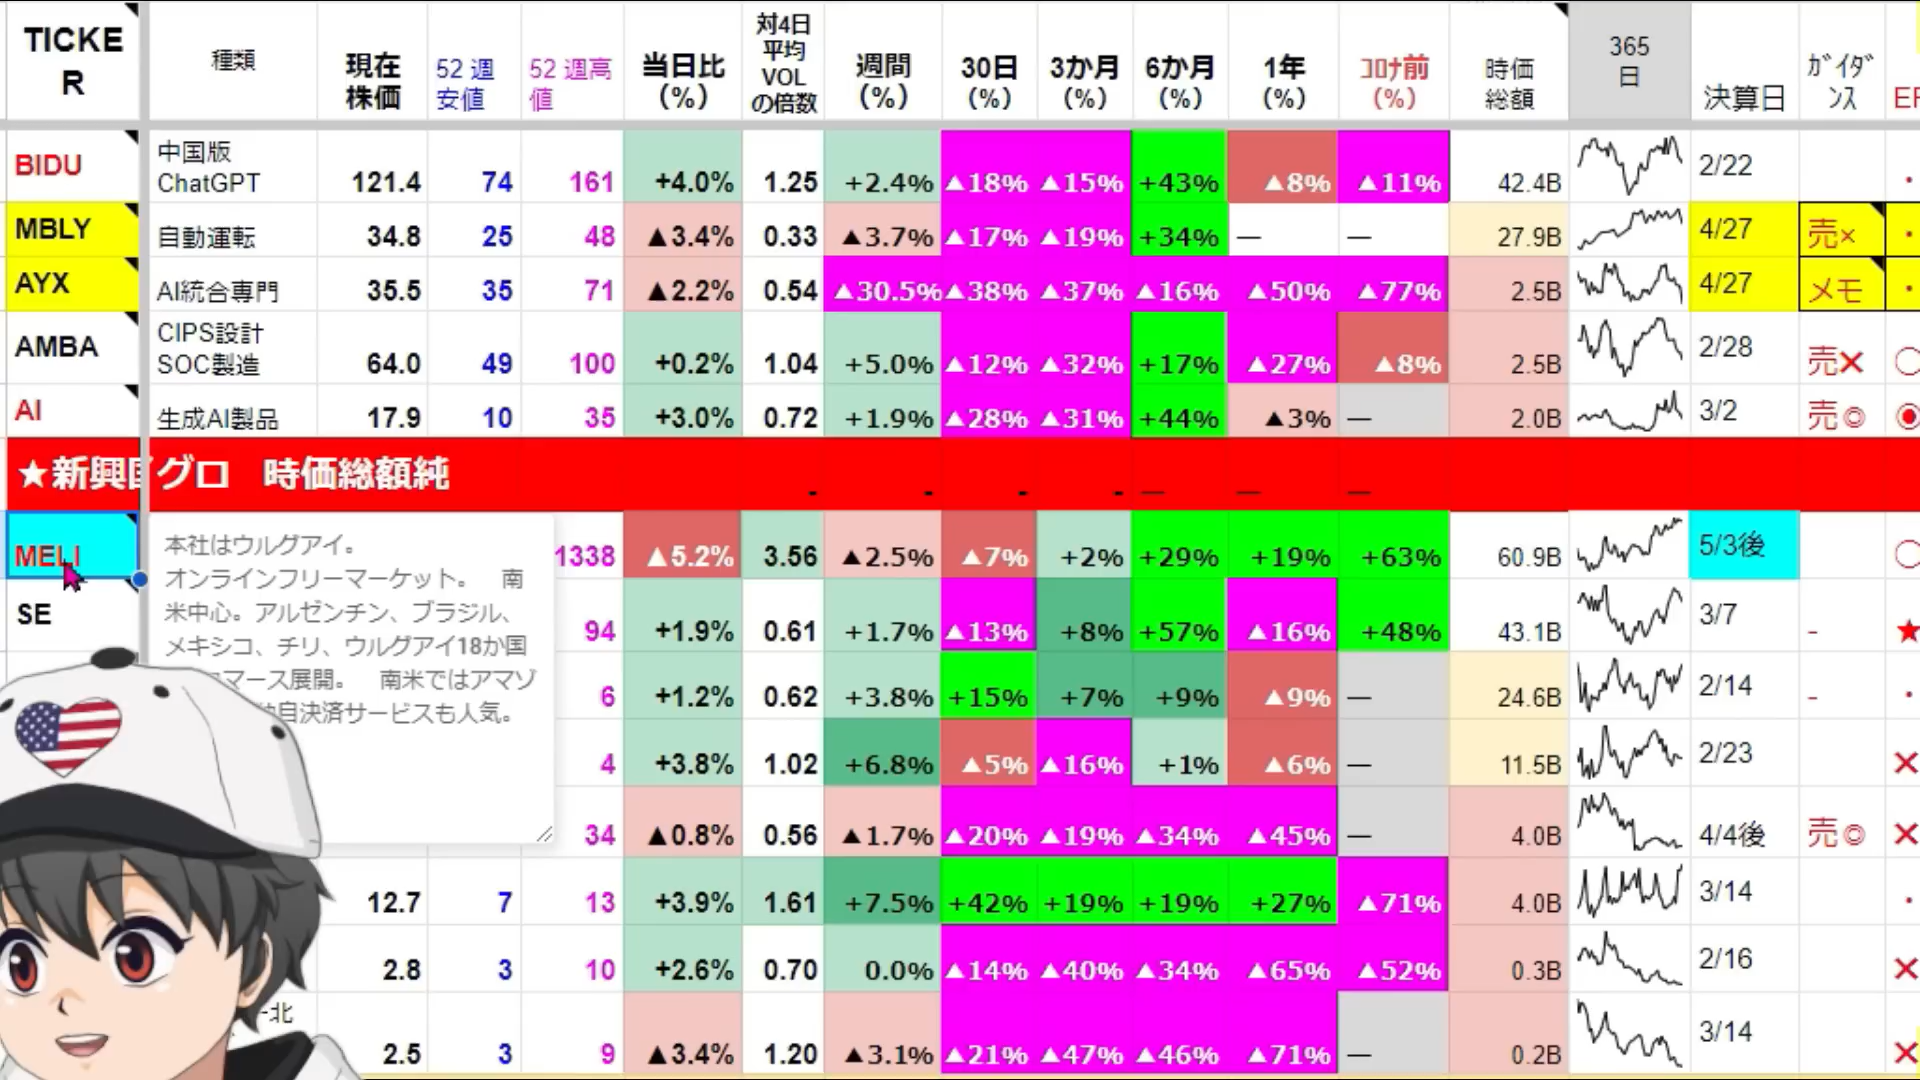 TICKE
R
種類
現在
株価
52 週
安値
52 週高
値
当日比
(%)
対4日
平均
VOL
の倍数
週間
(%)
30日
(%)
3か月
(%)
6か月
(%)
1年
(%)
ｺﾛﾅ前
(%)
時価
総額
365
日
決算日
ｶﾞｲﾀﾞ
ﾝｽ
BIDU 中国版 ChatGPT 121.4 74 161 +4.0% 1.25 +2.4% ▲18% ▲15% +43% ▲8% ▲11% 42.4B 2/22
MBLY 自動運転 34.8 25 48 ▲3.4% 0.33 ▲3.7% ▲17% ▲19% +34% — — 27.9B 4/27 売×
AYX AI統合専門 35.5 35 71 ▲2.2% 0.54 ▲30.5% ▲38% ▲37% ▲16% ▲50% ▲77% 2.5B 4/27 メモ
AMBA CIPS設計 SOC製造 64.0 49 100 +0.2% 1.04 +5.0% ▲12% ▲32% +17% ▲27% ▲8% 2.5B 2/28 売✕ ○
AI 生成AI製品 17.9 10 35 +3.0% 0.72 +1.9% ▲28% ▲31% +44% ▲3% — 2.0B 3/2 売◎ ◉
★新興国グロ 時価総額純 - - - - — — —
MELI 1338 ▲5.2% 3.56 ▲2.5% ▲7% +2% +29% +19% +63% 60.9B 5/3後 ○
本社はウルグアイ。
オンラインフリーマーケット。 南
米中心。アルゼンチン、ブラジル、
メキシコ、チリ、ウルグアイ18か国
マース展開。 南米ではアマゾ
自決済サービスも人気。
SE 94 +1.9% 0.61 +1.7% ▲13% +8% +57% ▲16% +48% 43.1B 3/7 - ★
6 +1.2% 0.62 +3.8% +15% +7% +9% ▲9% — 24.6B 2/14 -
4 +3.8% 1.02 +6.8% ▲5% ▲16% +1% ▲6% — 11.5B 2/23 ✕
34 ▲0.8% 0.56 ▲1.7% ▲20% ▲19% ▲34% ▲45% — 4.0B 4/4後 売◎ ✕
12.7 7 13 +3.9% 1.61 +7.5% +42% +19% +19% +27% ▲71% 4.0B 3/14
2.8 3 10 +2.6% 0.70 0.0% ▲14% ▲40% ▲34% ▲65% ▲52% 0.3B 2/16 ✕
北 2.5 3 9 ▲3.4% 1.20 ▲3.1% ▲21% ▲47% ▲46% ▲71% — 0.2B 3/14 ✕